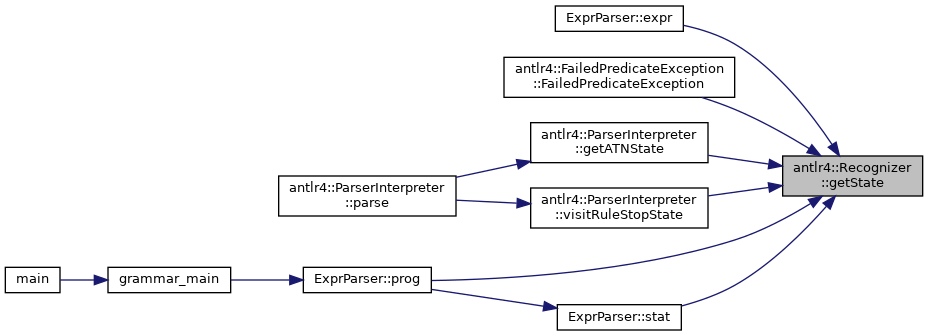 ExprParser::expr
antlr4::FailedPredicateException
::FailedPredicateException
antlr4::ParserInterpreter
::getATNState
antlr4::Recognizer
::getState
antlr4::ParserInterpreter
::parse
antlr4::ParserInterpreter
::visitRuleStopState
main
grammar_main
ExprParser::prog
ExprParser::stat